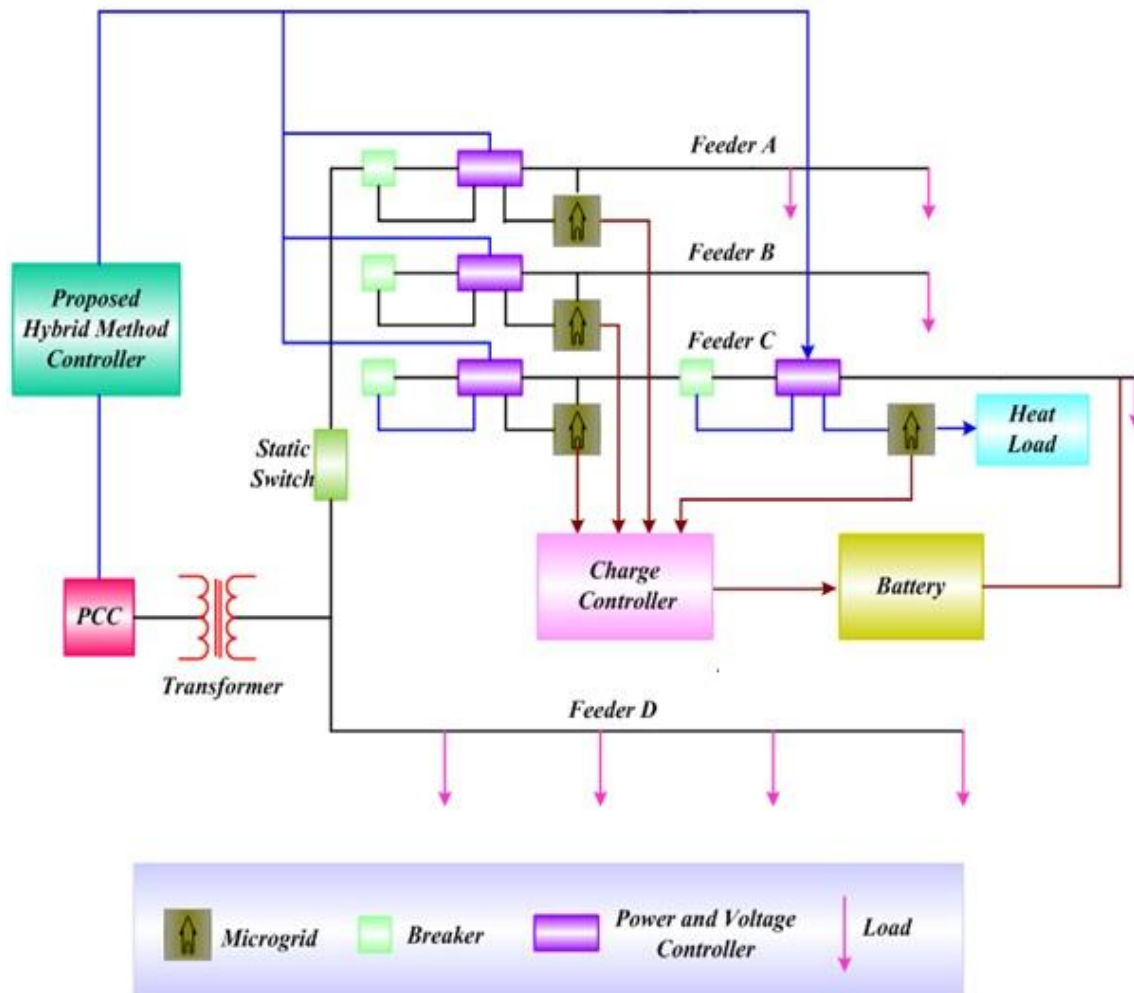 Feeder A
Feeder B
Proposed
Hybrid Method
Controller
Feeder C
Heat
Load
Static
Switch
Charge
Controller
Battery
PCC
Transformer
Feeder D
Microgrid
Breaker
Power and Voltage
Controller
Load